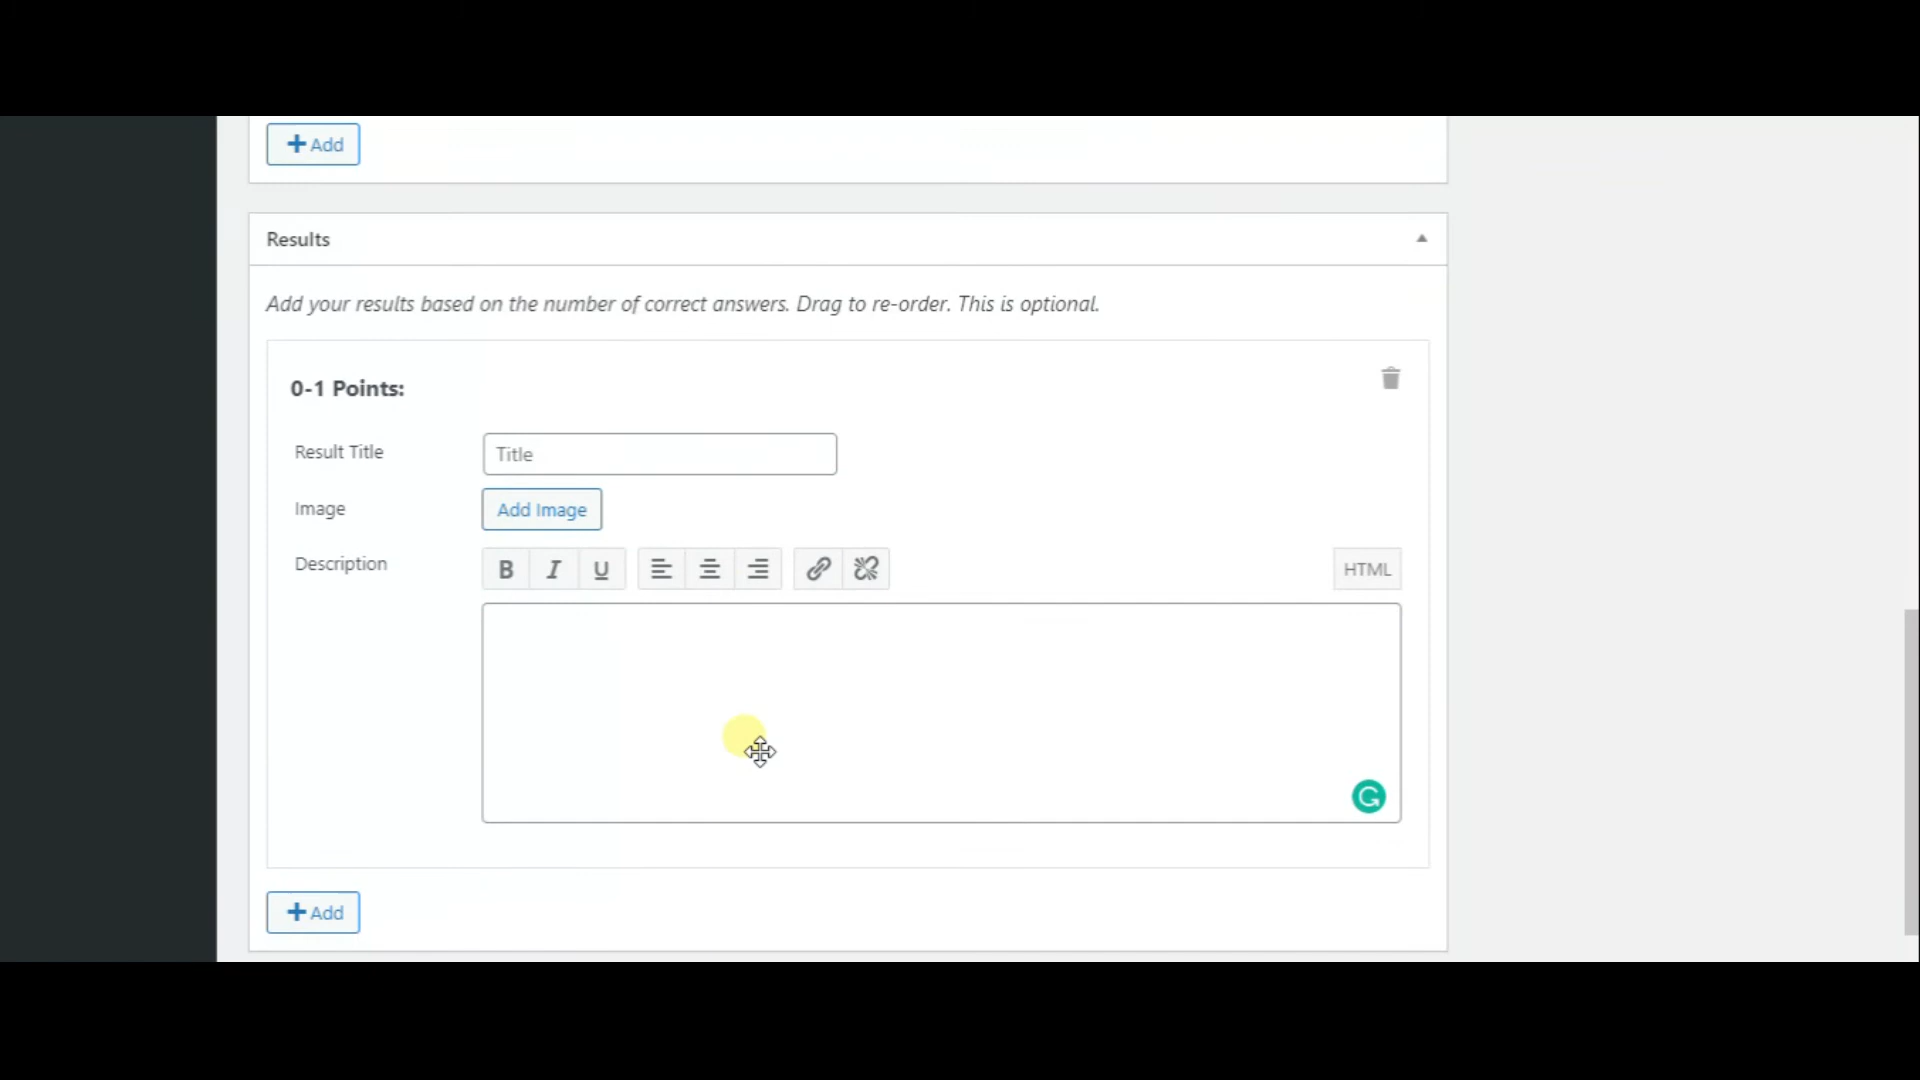 Add
Results
Add your results based on the number of correct answers. Drag to re-order. This is optional.
0-1 Points:
Result Title
Title
Image
Add Image
Description
B I U
HTML
Add